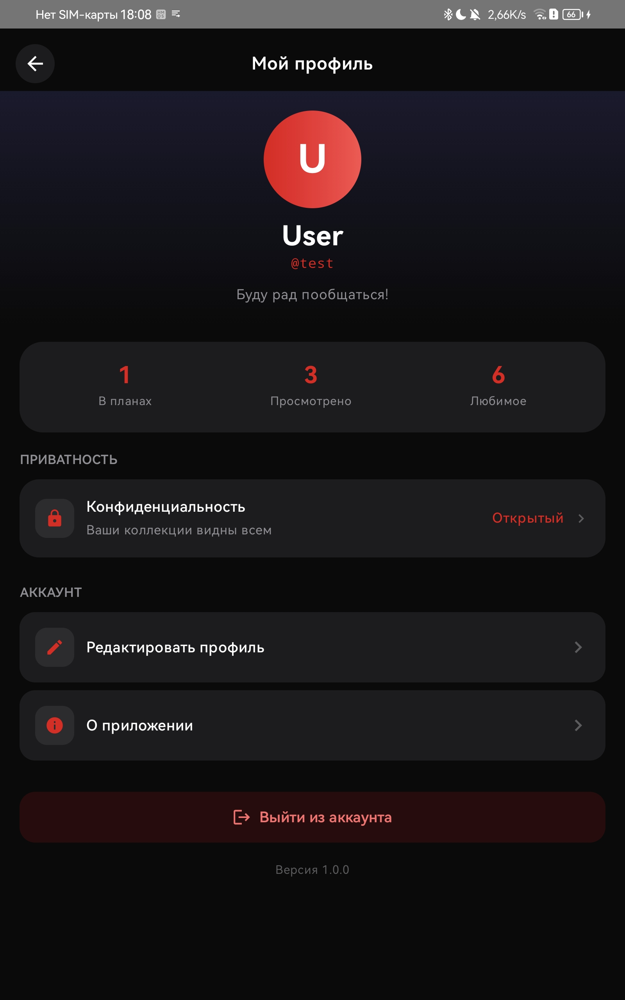 Нет SIM-карты 18:08 HM OS 2,66K/s 66
Мой профиль
U
User
@test
Буду рад пообщаться!
1 3 6
В планах Просмотрено Любимое
ПРИВАТНОСТЬ
Конфиденциальность
Ваши коллекции видны всем
Открытый
АККАУНТ
Редактировать профиль
О приложении
Выйти из аккаунта
Версия 1.0.0